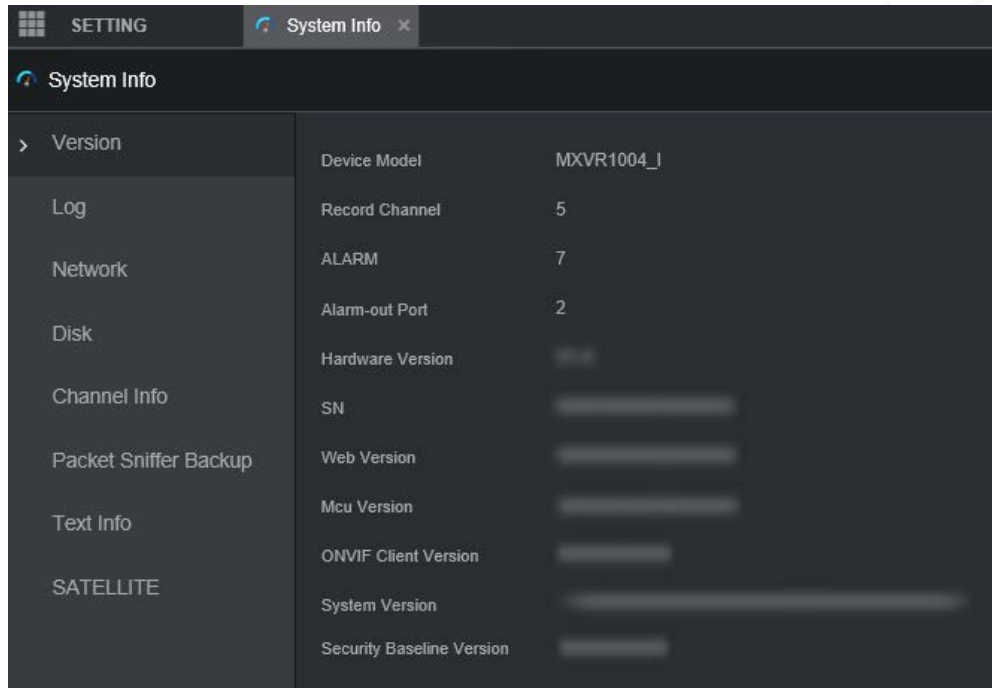 SETTING
System Info ×
System Info
> Version
Log
Network
Disk
Channel Info
Packet Sniffer Backup
Text Info
SATELLITE
Device Model MXVR1004_I
Record Channel 5
ALARM 7
Alarm-out Port 2
Hardware Version
SN
Web Version
Mcu Version
ONVIF Client Version
System Version
Security Baseline Version